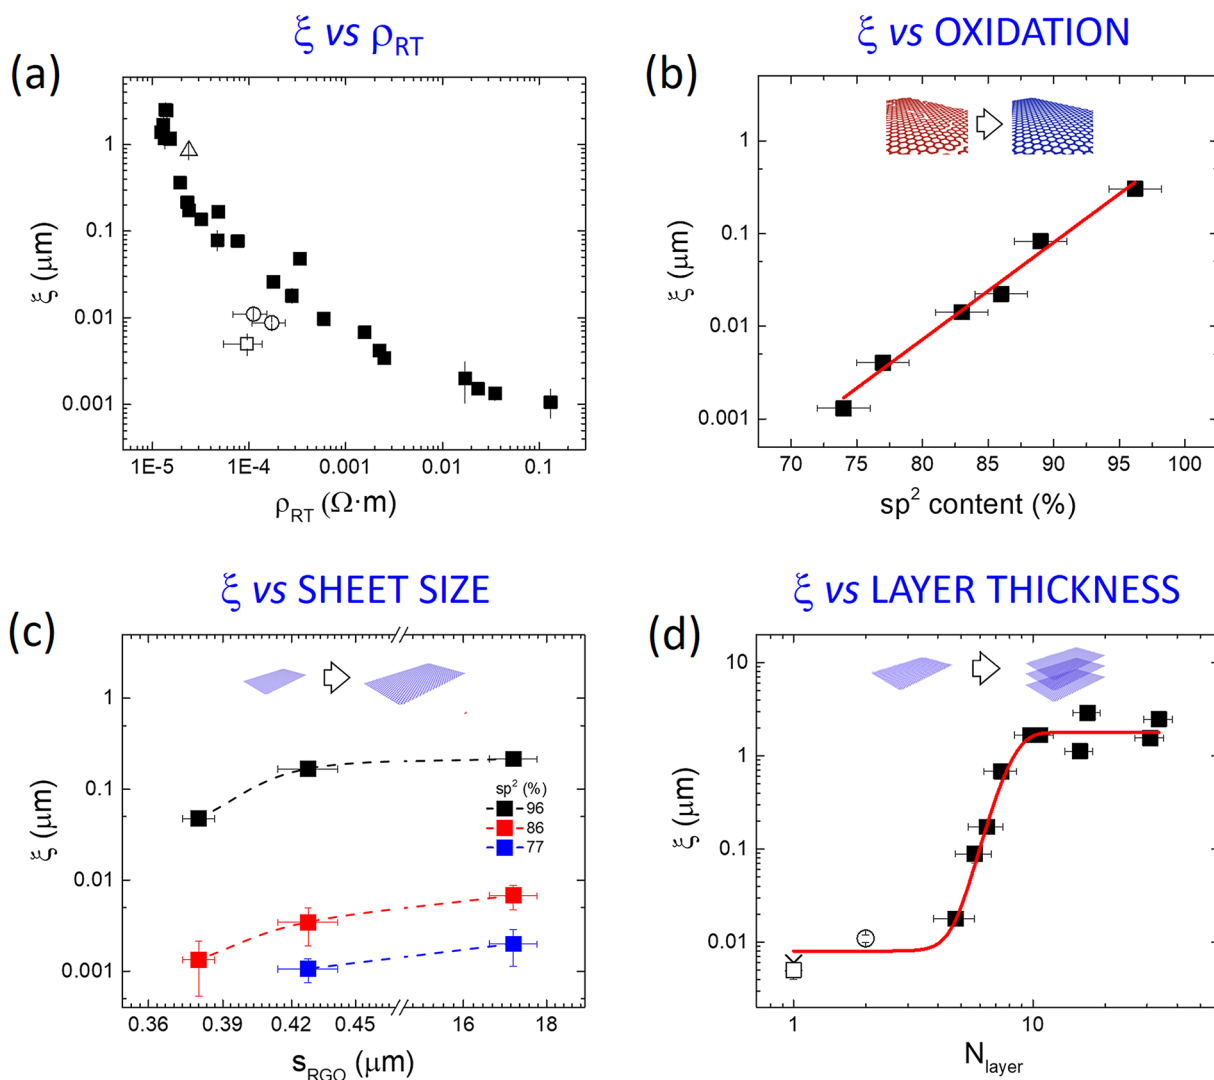 ξ vs ρRT
(a)
1
0.1
0.01
0.001
ξ (μm)
1E-5 1E-4 0.001 0.01 0.1
ρRT (Ω·m)
ξ vs OXIDATION
(b)
1
0.1
0.01
0.001
ξ (μm)
70 75 80 85 90 95 100
sp² content (%)
ξ vs SHEET SIZE
(c)
1
0.1
0.01
0.001
ξ (μm)
sp² (%)
96
86
77
0.36 0.39 0.42 0.45 16 18
sRGO (μm)
ξ vs LAYER THICKNESS
(d)
10
1
0.1
0.01
ξ (μm)
1 10
Nlayer